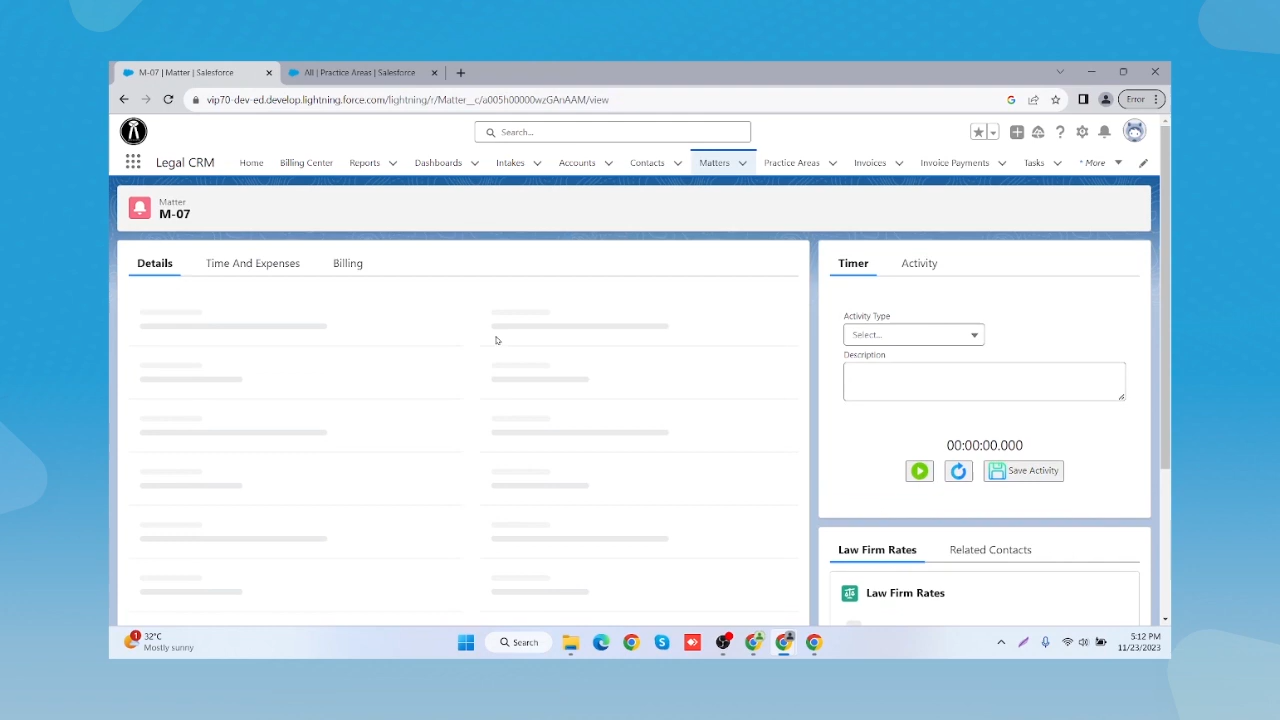 M-07 | Matter | Salesforce
All | Practice Areas | Salesforce
vip70-dev-ed.develop.lightning.force.com/lightning/r/Matter__c/a005h00000wzGAnAAM/view
Error
Search...
Legal CRM Home Billing Center Reports Dashboards Intakes Accounts Contacts Matters Practice Areas Invoices Invoice Payments Tasks * More
Matter
M-07
Details Time And Expenses Billing
Timer Activity
Activity Type
Select...
Description
00:00:00.000
Save Activity
Law Firm Rates Related Contacts
Law Firm Rates
1
32°C
Mostly sunny
Search
5:12 PM
11/23/2023